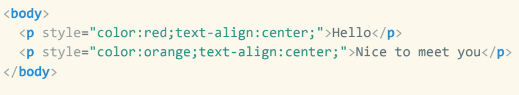 <body>
  <p style="color:red;text-align:center;">Hello</p>
  <p style="color:orange;text-align:center;">Nice to meet you</p>
</body>